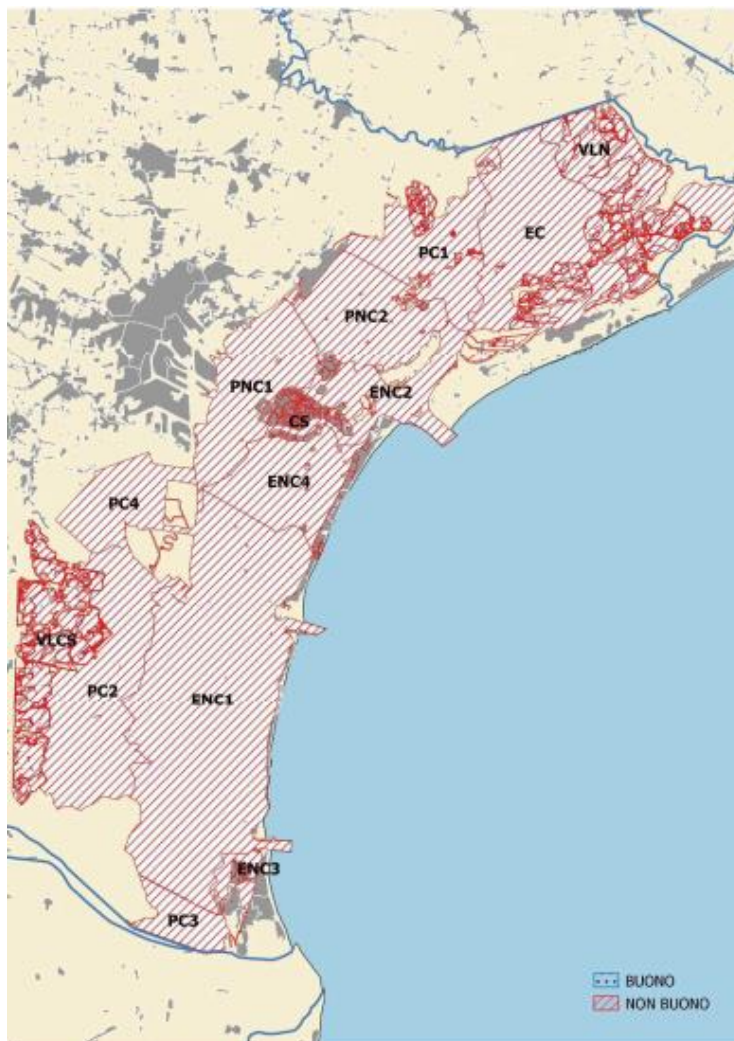 VLN
EC
PC1
PNC2
PNC1
ENC2
CS
ENC4
PC4
VLCS
PC2
ENC1
ENC3
PC3
BUONO
NON BUONO